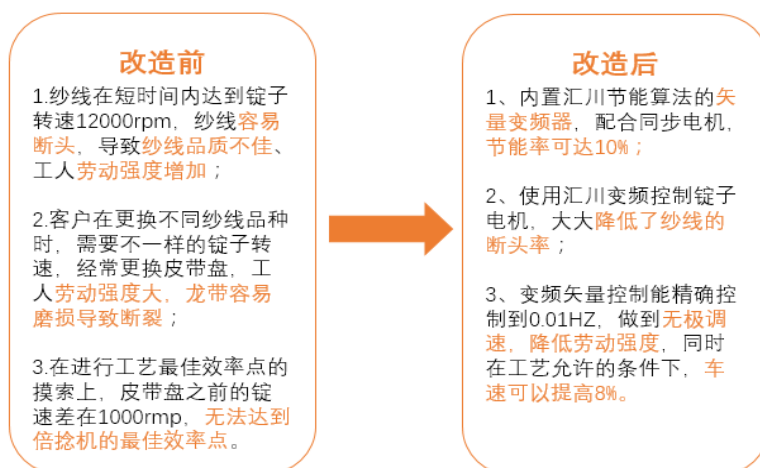 改造前
1.纱线在短时间内达到锭子
转速12000rpm，纱线容易
断头，导致纱线品质不佳、
工人劳动强度增加；
2.客户在更换不同纱线品种
时，需要不一样的锭子转
速，经常更换皮带盘，工
人劳动强度大，龙带容易
磨损导致断裂；
3.在进行工艺最佳效率点的
摸索上，皮带盘之前的锭
速差在1000rmp，无法达到
倍捻机的最佳效率点。
改造后
1、内置汇川节能算法的矢
量变频器，配合同步电机，
节能率可达10%；
2、使用汇川变频控制锭子
电机，大大降低了纱线的
断头率；
3、变频矢量控制能精确控
制到0.01HZ，做到无极调
速，降低劳动强度，同时
在工艺允许的条件下，车
速可以提高8%。